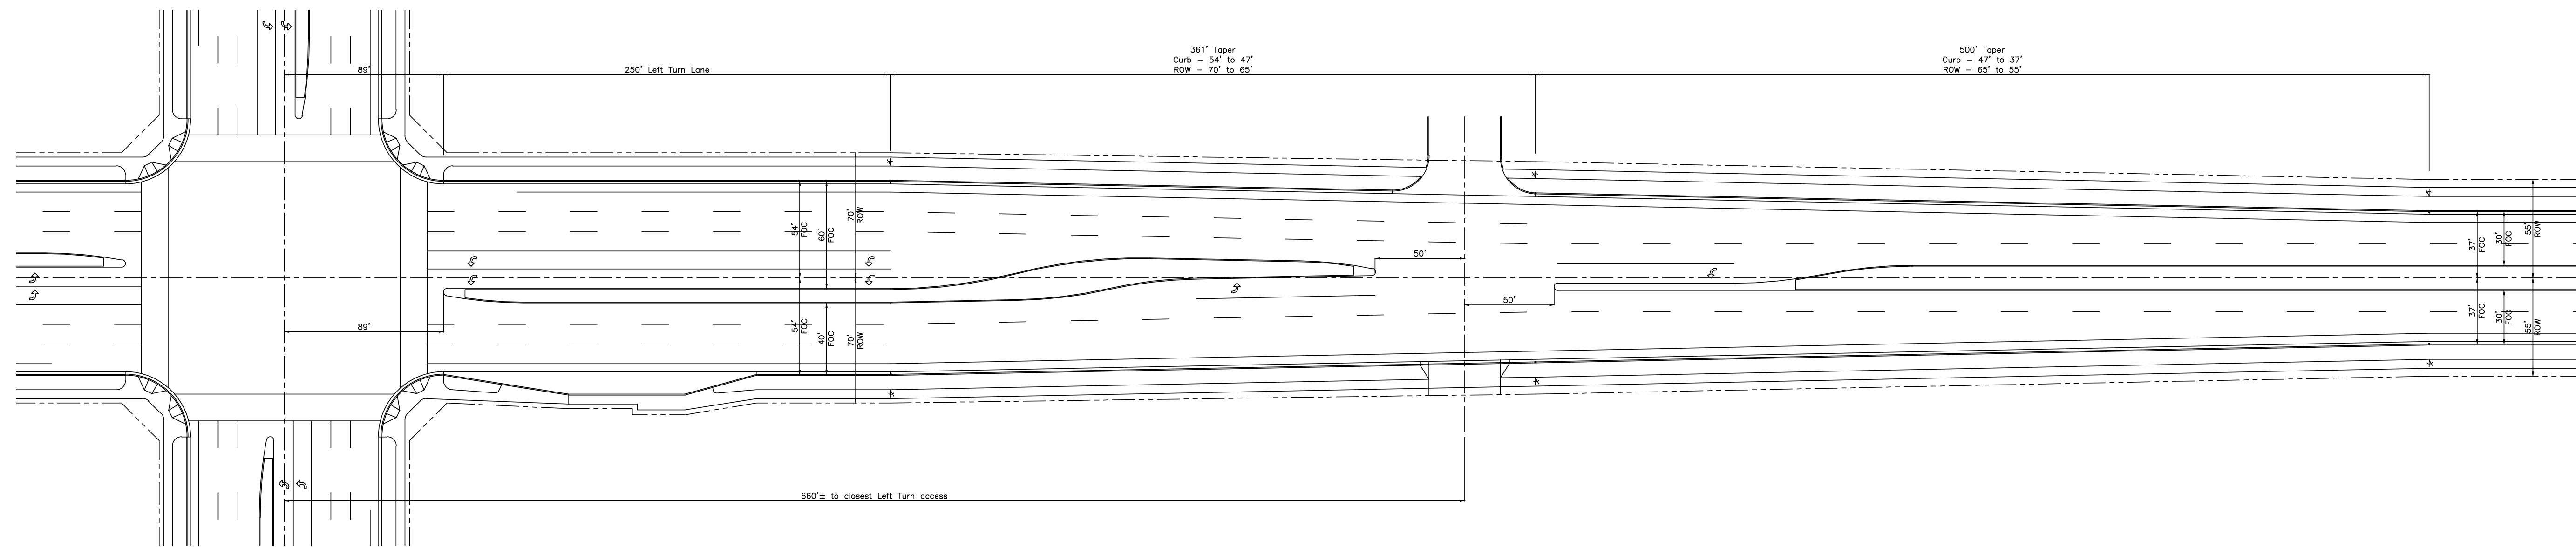 361' Taper
Curb - 54' to 47'
ROW - 70' to 65'
500' Taper
Curb - 47' to 37'
ROW - 65' to 55'
89'
250' Left Turn Lane
54'
FOC
60'
FOC
70'
ROW
50'
50'
37'
FOC
30'
FOC
55'
ROW
89'
54'
FOC
40'
FOC
70'
ROW
37'
FOC
30'
FOC
55'
ROW
660'± to closest Left Turn access